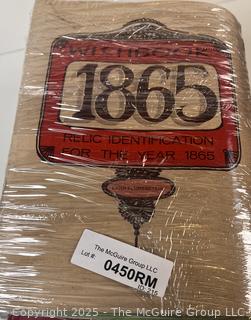 WISHBOOK
1865
RELIC IDENTIFICATION
FOR THE YEAR 1865
The McGuire Group LLC
Lot #:
0450RM
Copyright 2025 - The McGuire Group LLC